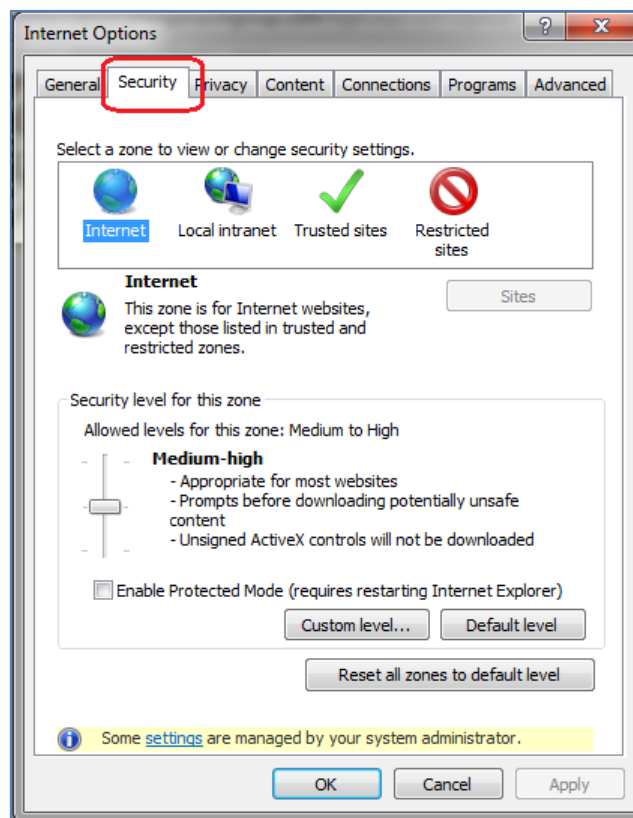 Internet Options
General Security Privacy Content Connections Programs Advanced
Select a zone to view or change security settings.
Internet Local intranet Trusted sites Restricted
sites
Internet
Sites
This zone is for Internet websites,
except those listed in trusted and
restricted zones.
Security level for this zone
Allowed levels for this zone: Medium to High
Medium-high
- Appropriate for most websites
- Prompts before downloading potentially unsafe
content
- Unsigned ActiveX controls will not be downloaded
Enable Protected Mode (requires restarting Internet Explorer)
Custom level... Default level
Reset all zones to default level
Some settings are managed by your system administrator.
OK Cancel Apply